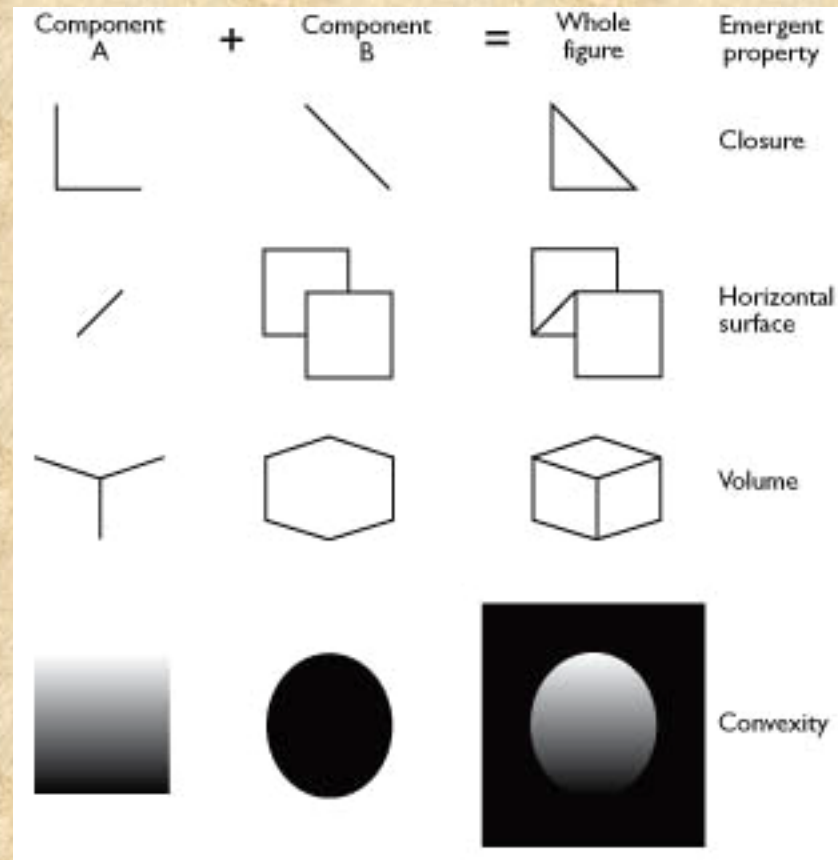 Component A + Component B = Whole figure Emergent property
Closure
Horizontal surface
Volume
Convexity